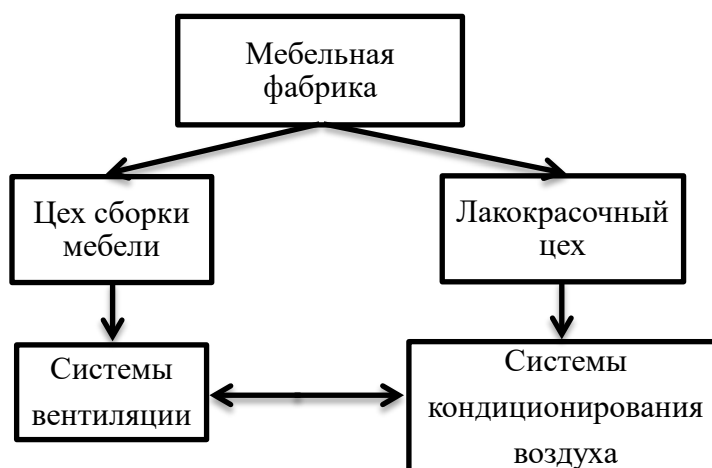 Мебельная
фабрика
Цех сборки
мебели
Лакокрасочный
цех
Системы
вентиляции
Системы
кондиционирования
воздуха